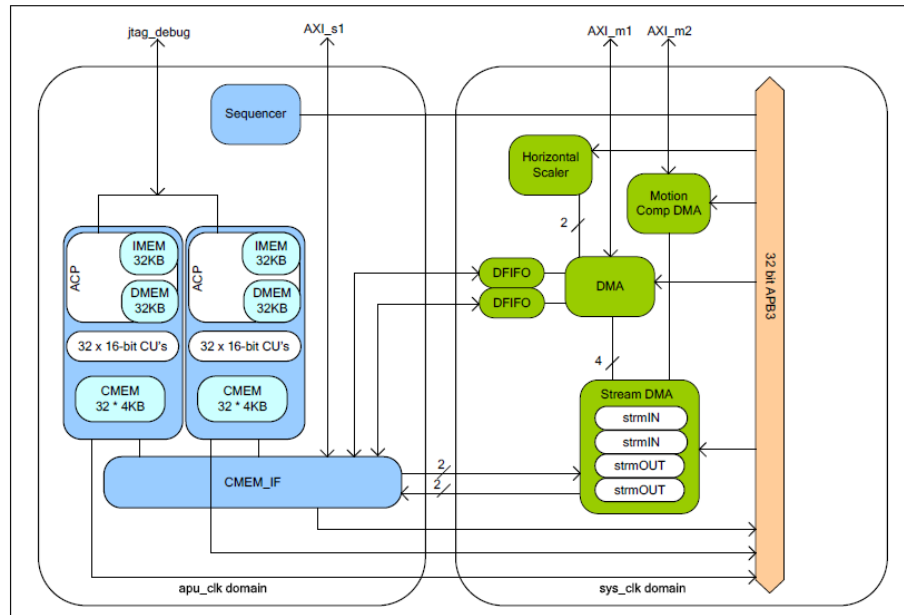 jtag_debug
AXI_s1
AXI_m1
AXI_m2
Sequencer
Horizontal
Scaler
Motion
Comp DMA
2
ACP
IMEM
32KB
DMEM
32KB
32 x 16-bit CU's
CMEM
32 * 4KB
ACP
IMEM
32KB
DMEM
32KB
32 x 16-bit CU's
CMEM
32 * 4KB
DFIFO
DFIFO
DMA
32 bit APB3
4
Stream DMA
strmIN
strmIN
strmOUT
strmOUT
CMEM_IF
2
2
apu_clk domain
sys_clk domain